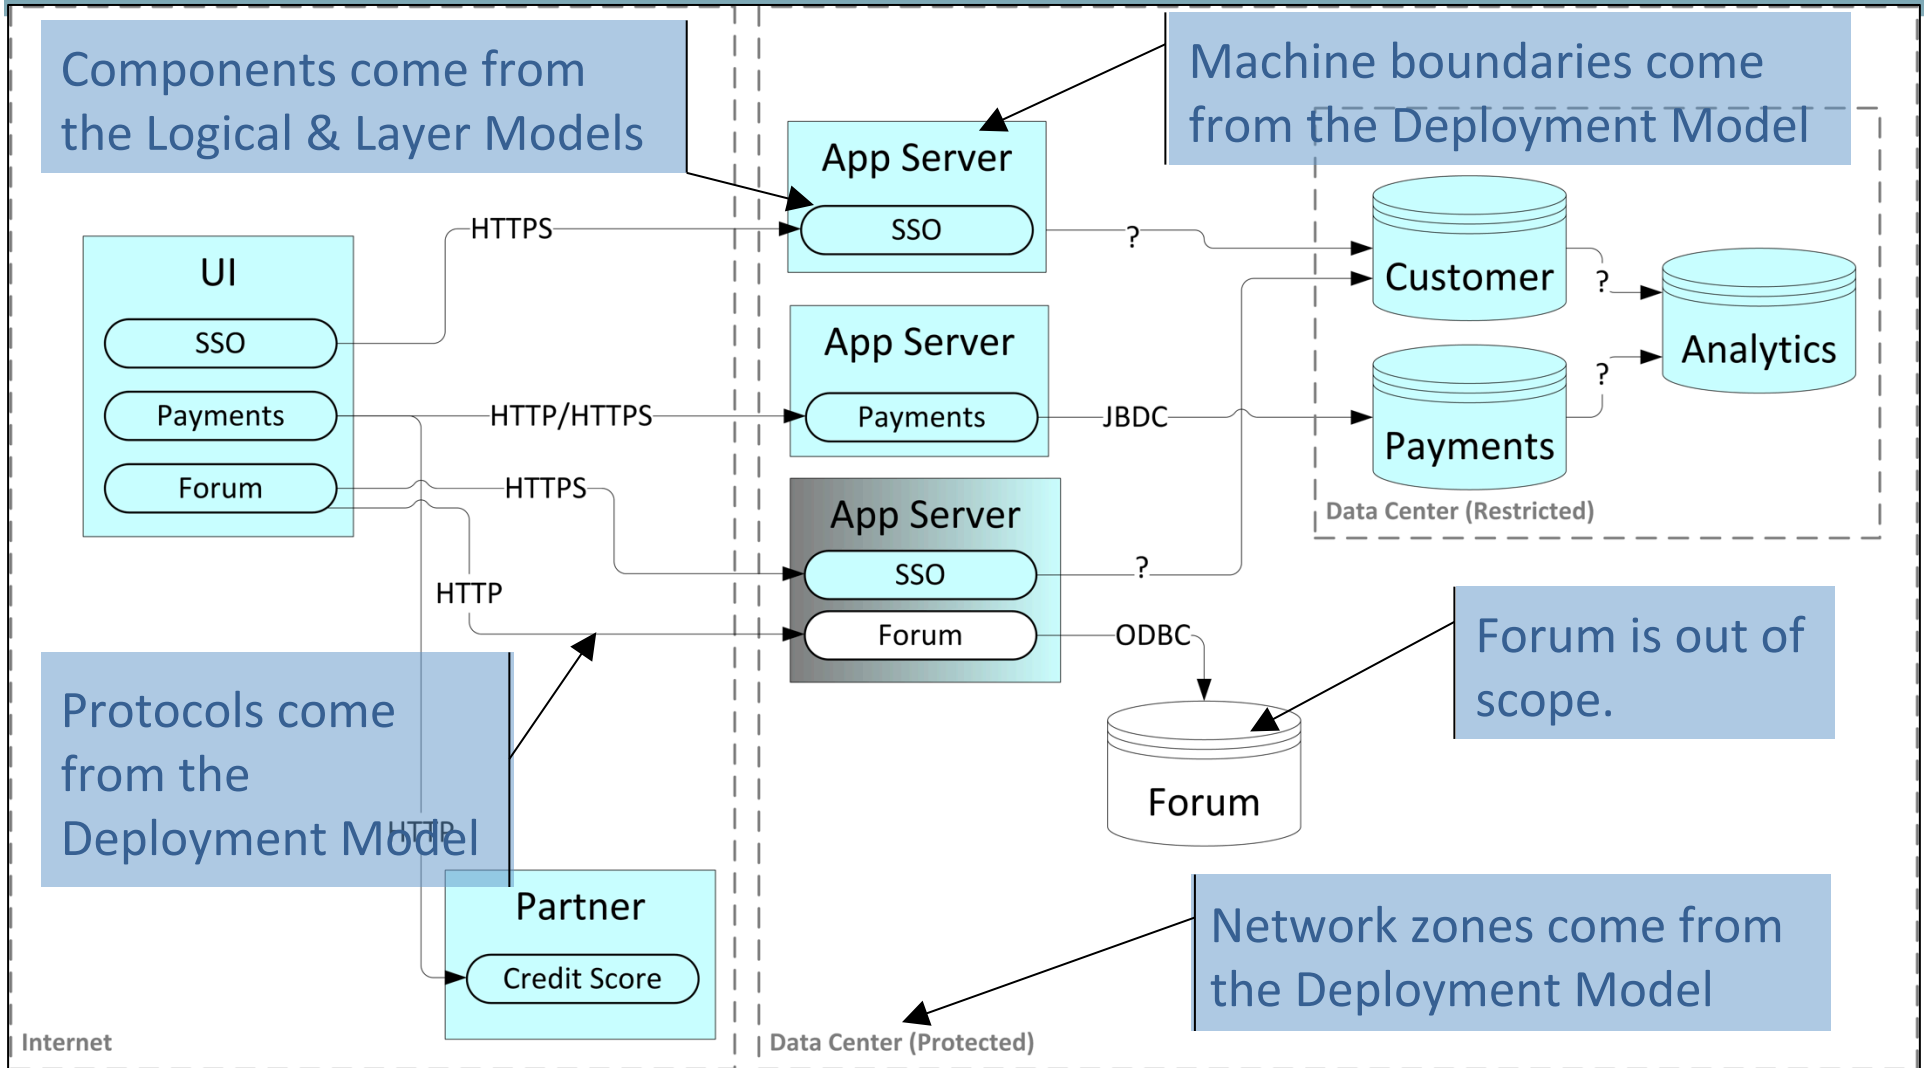 Components come from
the Logical & Layer Models
Machine boundaries come
from the Deployment Model
App Server
SSO
HTTPS
?
Customer
?
Analytics
UI
SSO
Payments
Forum
App Server
Payments
HTTP/HTTPS
JBDC
Payments
?
Data Center (Restricted)
HTTPS
App Server
SSO
Forum
?
HTTP
ODBC
Forum is out of
scope.
Protocols come
from the
Deployment Model
HTTP
Forum
Partner
Credit Score
Network zones come from
the Deployment Model
Internet
Data Center (Protected)